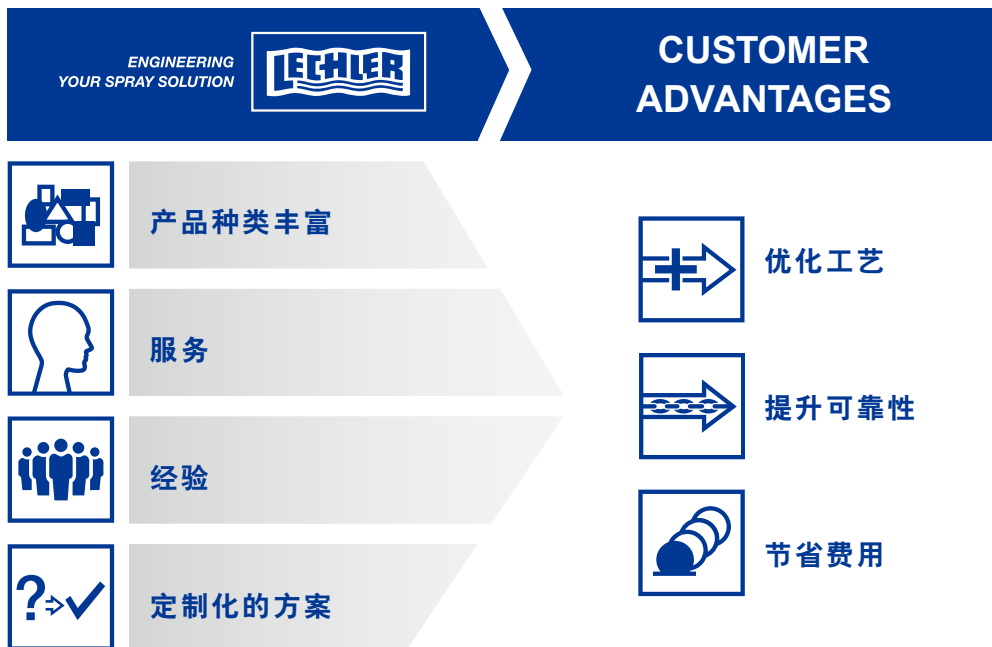 ENGINEERING
YOUR SPRAY SOLUTION
LECHLER
CUSTOMER
ADVANTAGES
产品种类丰富
服务
经验
定制化的方案
优化工艺
提升可靠性
节省费用